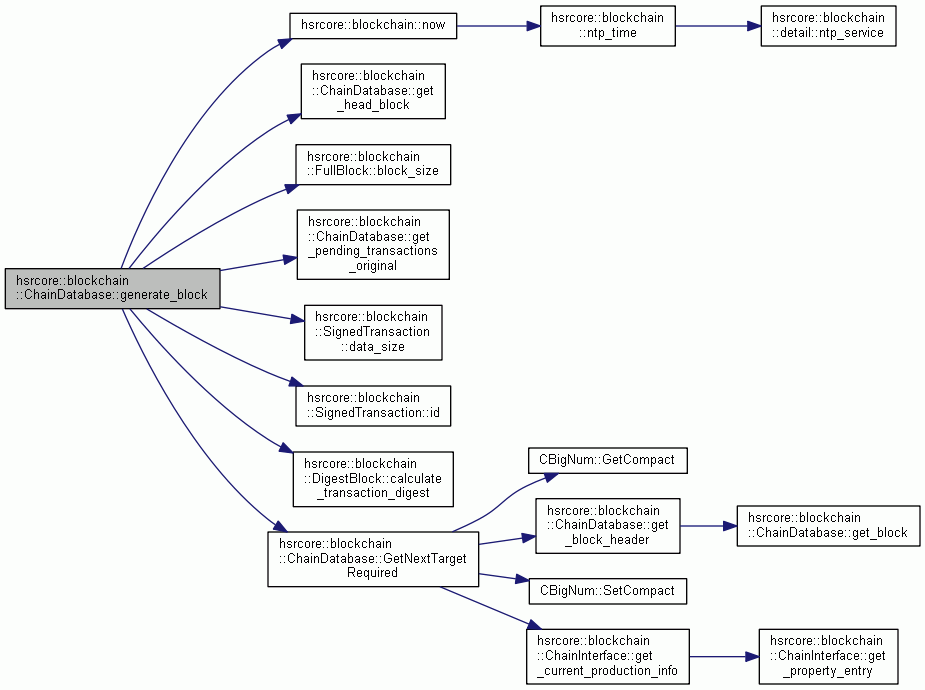 hsrcore::blockchain::now
hsrcore::blockchain
::ntp_time
hsrcore::blockchain
::detail::ntp_service
hsrcore::blockchain
::ChainDatabase::get
_head_block
hsrcore::blockchain
::FullBlock::block_size
hsrcore::blockchain
::ChainDatabase::get
_pending_transactions
_original
hsrcore::blockchain
::ChainDatabase::generate_block
hsrcore::blockchain
::SignedTransaction
::data_size
hsrcore::blockchain
::SignedTransaction::id
hsrcore::blockchain
::DigestBlock::calculate
_transaction_digest
hsrcore::blockchain
::ChainDatabase::GetNextTarget
Required
CBigNum::GetCompact
hsrcore::blockchain
::ChainDatabase::get
_block_header
hsrcore::blockchain
::ChainDatabase::get_block
CBigNum::SetCompact
hsrcore::blockchain
::ChainInterface::get
_current_production_info
hsrcore::blockchain
::ChainInterface::get
_property_entry